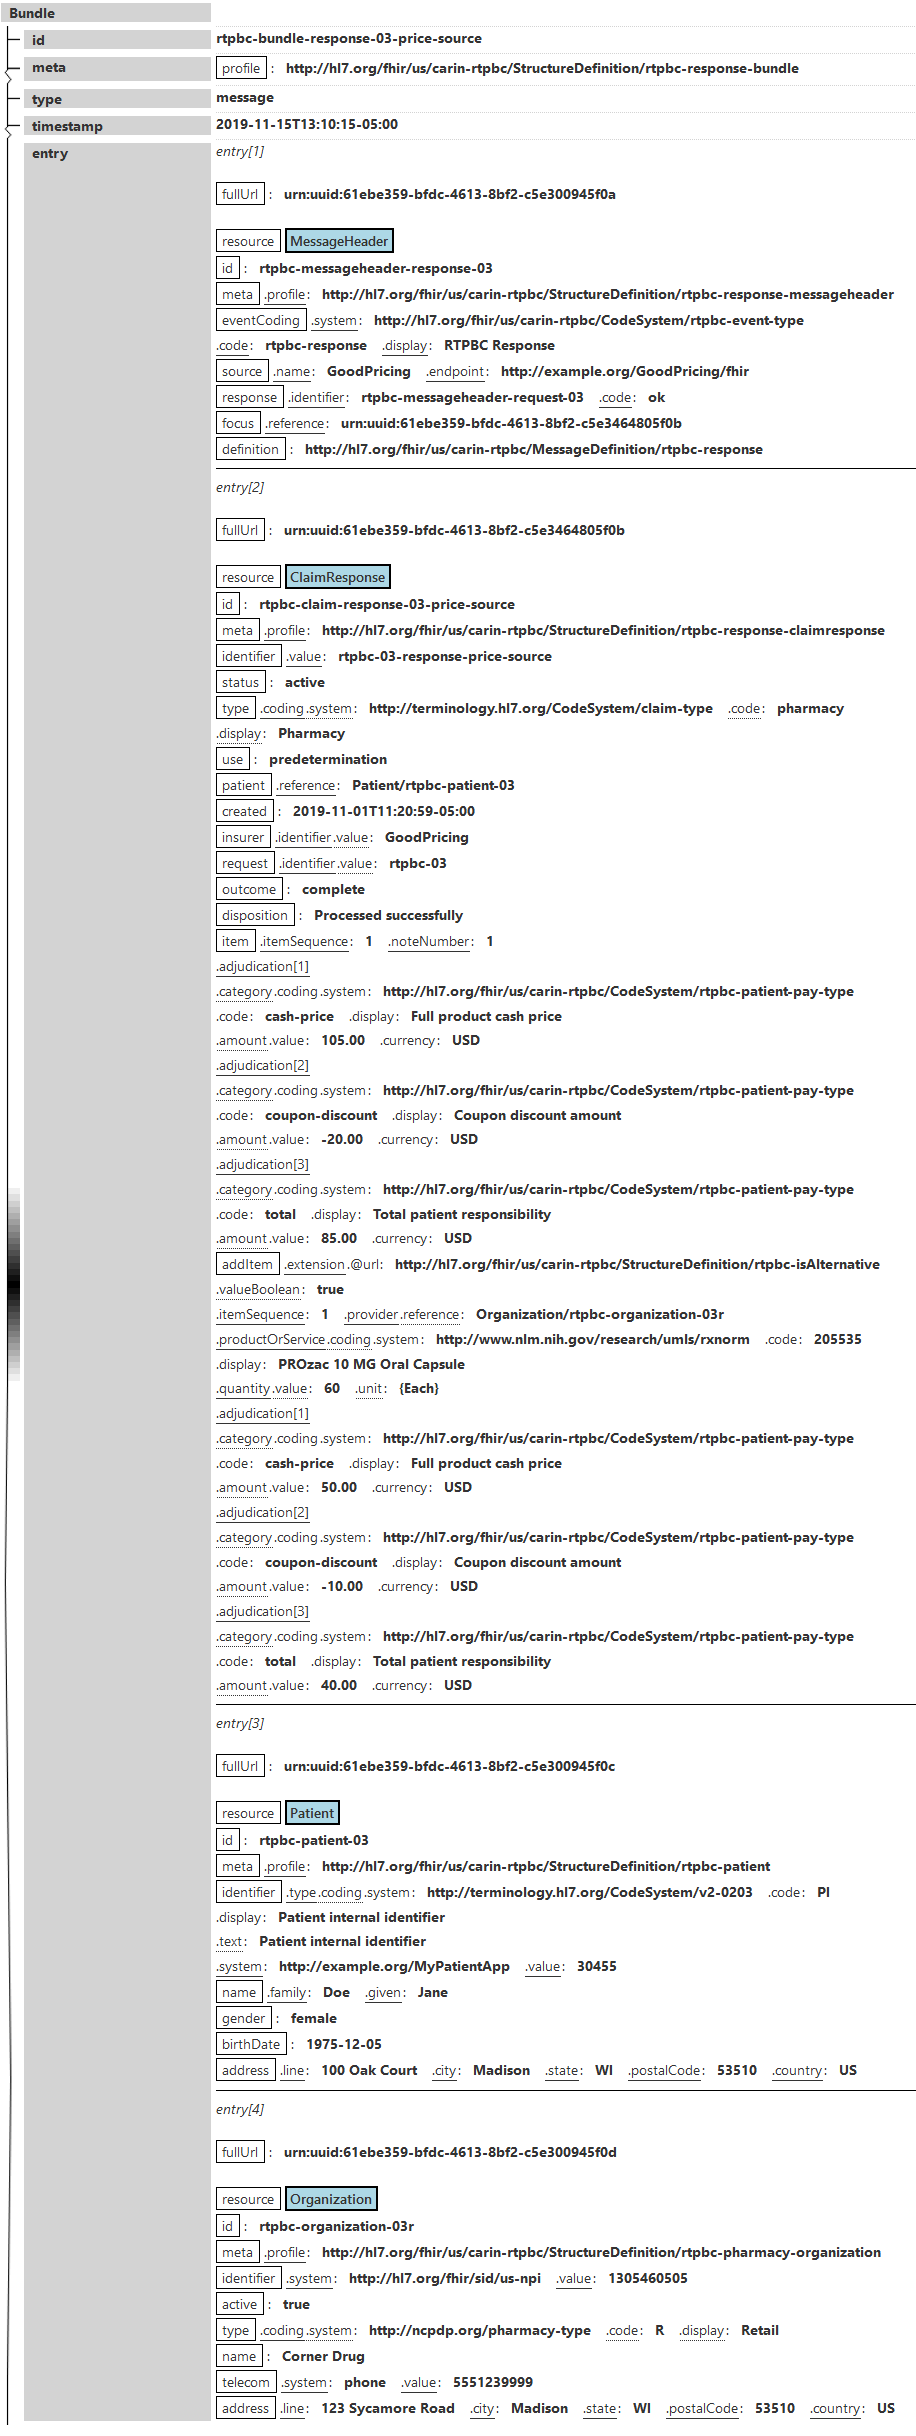 Bundle
id rtpbc-bundle-response-03-price-source
meta profile : http://hl7.org/fhir/us/carin-rtpbc/StructureDefinition/rtpbc-response-bundle
type message
timestamp 2019-11-15T13:10:15-05:00
entry entry[1]
fullUrl : urn:uuid:61ebe359-bfdc-4613-8bf2-c5e300945f0a
resource MessageHeader
id : rtpbc-messageheader-response-03
meta .profile: http://hl7.org/fhir/us/carin-rtpbc/StructureDefinition/rtpbc-response-messageheader
eventCoding .system: http://hl7.org/fhir/us/carin-rtpbc/CodeSystem/rtpbc-event-type
.code: rtpbc-response .display: RTPBC Response
source .name: GoodPricing .endpoint: http://example.org/GoodPricing/fhir
response .identifier: rtpbc-messageheader-request-03 .code: ok
focus .reference: urn:uuid:61ebe359-bfdc-4613-8bf2-c5e3464805f0b
definition : http://hl7.org/fhir/us/carin-rtpbc/MessageDefinition/rtpbc-response
entry[2]
fullUrl : urn:uuid:61ebe359-bfdc-4613-8bf2-c5e3464805f0b
resource ClaimResponse
id : rtpbc-claim-response-03-price-source
meta .profile: http://hl7.org/fhir/us/carin-rtpbc/StructureDefinition/rtpbc-response-claimresponse
identifier .value: rtpbc-03-response-price-source
status : active
type .coding.system: http://terminology.hl7.org/CodeSystem/claim-type .code: pharmacy
.display: Pharmacy
use : predetermination
patient .reference: Patient/rtpbc-patient-03
created : 2019-11-01T11:20:59-05:00
insurer .identifier.value: GoodPricing
request .identifier.value: rtpbc-03
outcome : complete
disposition : Processed successfully
item .itemSequence: 1 .noteNumber: 1
.adjudication[1]
.category.coding.system: http://hl7.org/fhir/us/carin-rtpbc/CodeSystem/rtpbc-patient-pay-type
.code: cash-price .display: Full product cash price
.amount.value: 105.00 .currency: USD
.adjudication[2]
.category.coding.system: http://hl7.org/fhir/us/carin-rtpbc/CodeSystem/rtpbc-patient-pay-type
.code: coupon-discount .display: Coupon discount amount
.amount.value: -20.00 .currency: USD
.adjudication[3]
.category.coding.system: http://hl7.org/fhir/us/carin-rtpbc/CodeSystem/rtpbc-patient-pay-type
.code: total .display: Total patient responsibility
.amount.value: 85.00 .currency: USD
addItem .extension.@url: http://hl7.org/fhir/us/carin-rtpbc/StructureDefinition/rtpbc-isAlternative
.valueBoolean: true
.itemSequence: 1 .provider.reference: Organization/rtpbc-organization-03r
.productOrService.coding.system: http://www.nlm.nih.gov/research/umls/rxnorm .code: 205535
.display: PROzac 10 MG Oral Capsule
.quantity.value: 60 .unit: {Each}
.adjudication[1]
.category.coding.system: http://hl7.org/fhir/us/carin-rtpbc/CodeSystem/rtpbc-patient-pay-type
.code: cash-price .display: Full product cash price
.amount.value: 50.00 .currency: USD
.adjudication[2]
.category.coding.system: http://hl7.org/fhir/us/carin-rtpbc/CodeSystem/rtpbc-patient-pay-type
.code: coupon-discount .display: Coupon discount amount
.amount.value: -10.00 .currency: USD
.adjudication[3]
.category.coding.system: http://hl7.org/fhir/us/carin-rtpbc/CodeSystem/rtpbc-patient-pay-type
.code: total .display: Total patient responsibility
.amount.value: 40.00 .currency: USD
entry[3]
fullUrl : urn:uuid:61ebe359-bfdc-4613-8bf2-c5e300945f0c
resource Patient
id : rtpbc-patient-03
meta .profile: http://hl7.org/fhir/us/carin-rtpbc/StructureDefinition/rtpbc-patient
identifier .type.coding.system: http://terminology.hl7.org/CodeSystem/v2-0203 .code: PI
.display: Patient internal identifier
.text: Patient internal identifier
.system: http://example.org/MyPatientApp .value: 30455
name .family: Doe .given: Jane
gender : female
birthDate : 1975-12-05
address .line: 100 Oak Court .city: Madison .state: WI .postalCode: 53510 .country: US
entry[4]
fullUrl : urn:uuid:61ebe359-bfdc-4613-8bf2-c5e300945f0d
resource Organization
id : rtpbc-organization-03r
meta .profile: http://hl7.org/fhir/us/carin-rtpbc/StructureDefinition/rtpbc-pharmacy-organization
identifier .system: http://hl7.org/fhir/sid/us-npi .value: 1305460505
active : true
type .coding.system: http://ncpdp.org/pharmacy-type .code: R .display: Retail
name : Corner Drug
telecom .system: phone .value: 5551239999
address .line: 123 Sycamore Road .city: Madison .state: WI .postalCode: 53510 .country: US